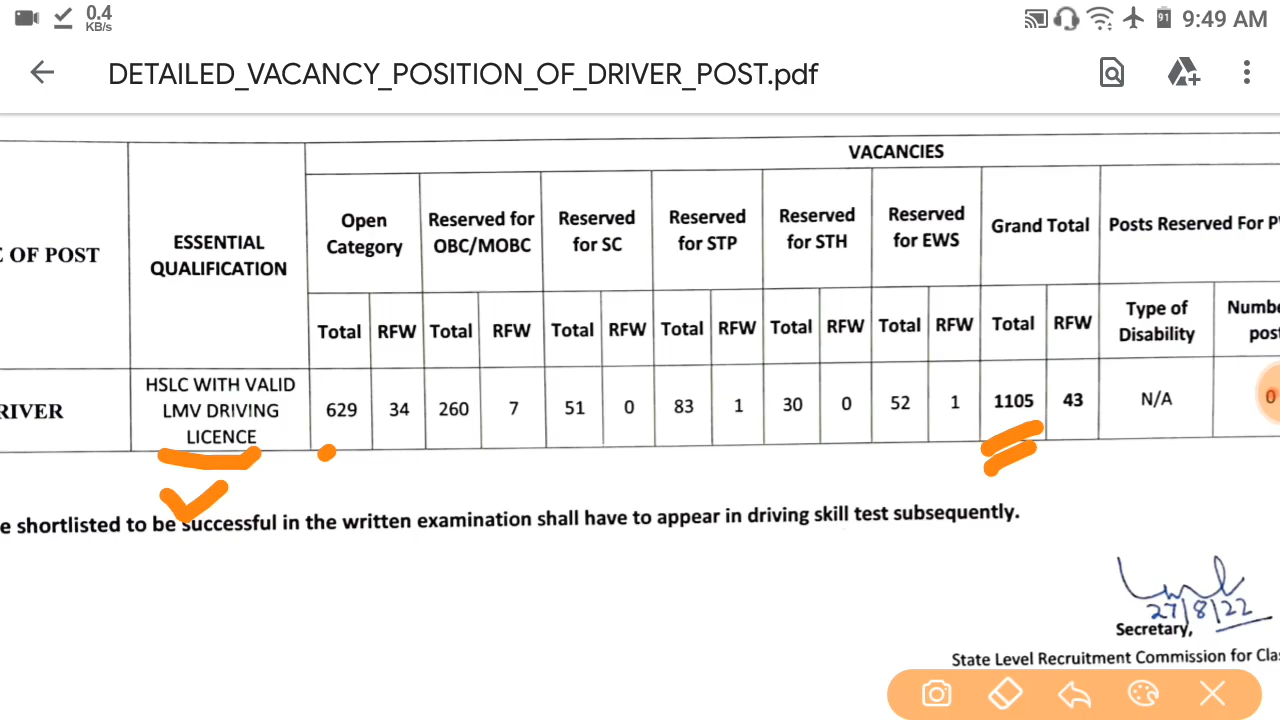 0.4
KB/s
91
9:49 AM
DETAILED_VACANCY_POSITION_OF_DRIVER_POST.pdf
VACANCIES
OF POST
ESSENTIAL
QUALIFICATION
Open
Category
Reserved for
OBC/MOBC
Reserved
for SC
Reserved
for STP
Reserved
for STH
Reserved
for EWS
Grand Total
Posts Reserved For P
Total RFW Total RFW Total RFW Total RFW Total RFW Total RFW Total RFW
Type of
Disability
Numbe
post
RIVER
HSLC WITH VALID
LMV DRIVING
LICENCE
629 34 260 7 51 0 83 1 30 0 52 1 1105 43 N/A 0
e shortlisted to be successful in the written examination shall have to appear in driving skill test subsequently.
27/8/22
Secretary,
State Level Recruitment Commission for Cla